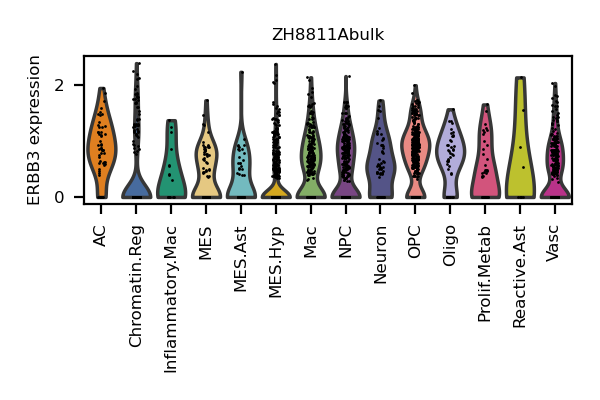 ZH8811Abulk
ERBB3 expression
2
0
AC
Chromatin.Reg
Inflammatory.Mac
MES
MES.Ast
MES.Hyp
Mac
NPC
Neuron
OPC
Oligo
Prolif.Metab
Reactive.Ast
Vasc